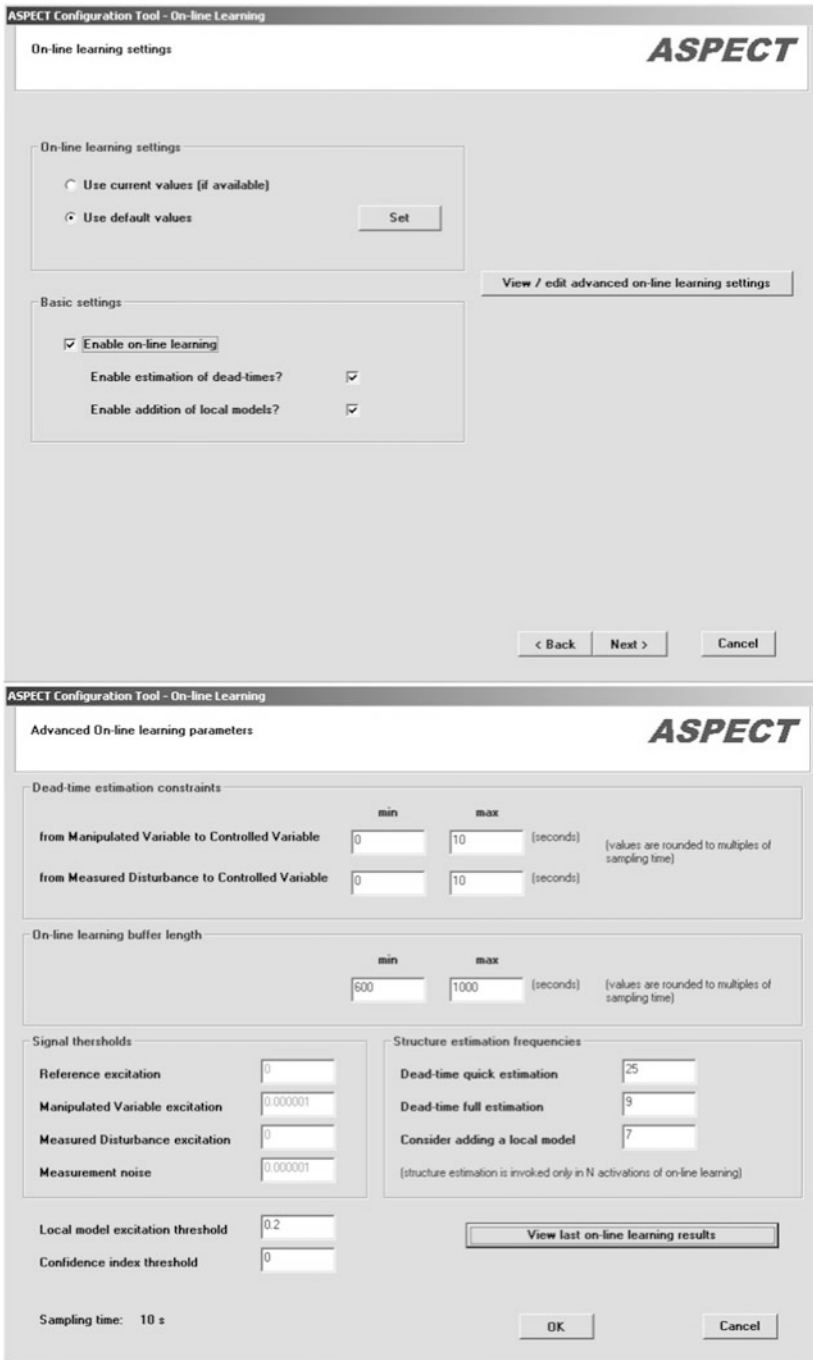 ASPECT Configuration Tool - On-line Learning
On-line learning settings
ASPECT
On-line learning settings
Use current values (if available)
Use default values
Set
View / edit advanced on-line learning settings
Basic settings
Enable on-line learning
Enable estimation of dead-times?
Enable addition of local models?
< Back
Next >
Cancel
ASPECT Configuration Tool - On-line Learning
Advanced On-line learning parameters
ASPECT
Dead-time estimation constraints
min max
from Manipulated Variable to Controlled Variable 0 10 (seconds)
(values are rounded to multiples of
sampling time)
from Measured Disturbance to Controlled Variable 0 10 (seconds)
On-line learning buffer length
min max
600 1000 (seconds)
(values are rounded to multiples of
sampling time)
Signal thersholds
Reference excitation 0
Manipulated Variable excitation 0.000001
Measured Disturbance excitation 0
Measurement noise 0.000001
Structure estimation frequencies
Dead-time quick estimation 25
Dead-time full estimation 9
Consider adding a local model 7
(structure estimation is invoked only in N activations of on-line learning)
Local model excitation threshold 0.2
Confidence index threshold 0
View last on-line learning results
Sampling time: 10 s
OK
Cancel